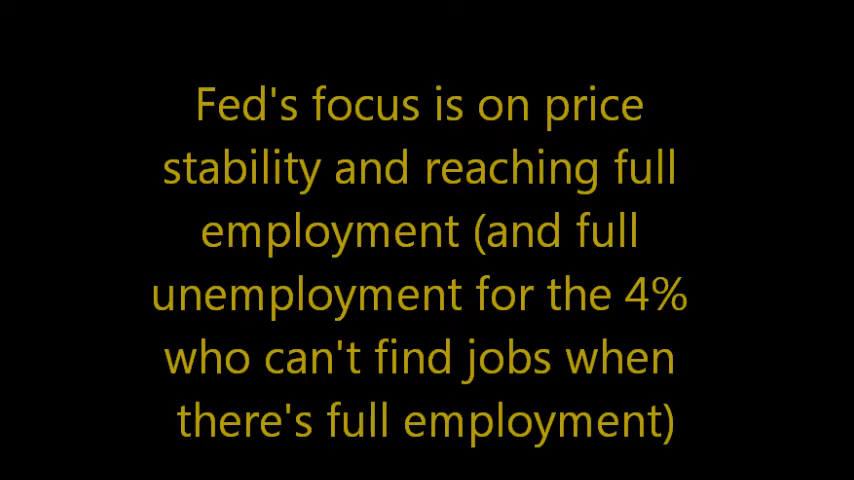 Fed's focus is on price
stability and reaching full
employment (and full
unemployment for the 4%
who can't find jobs when
there's full employment)